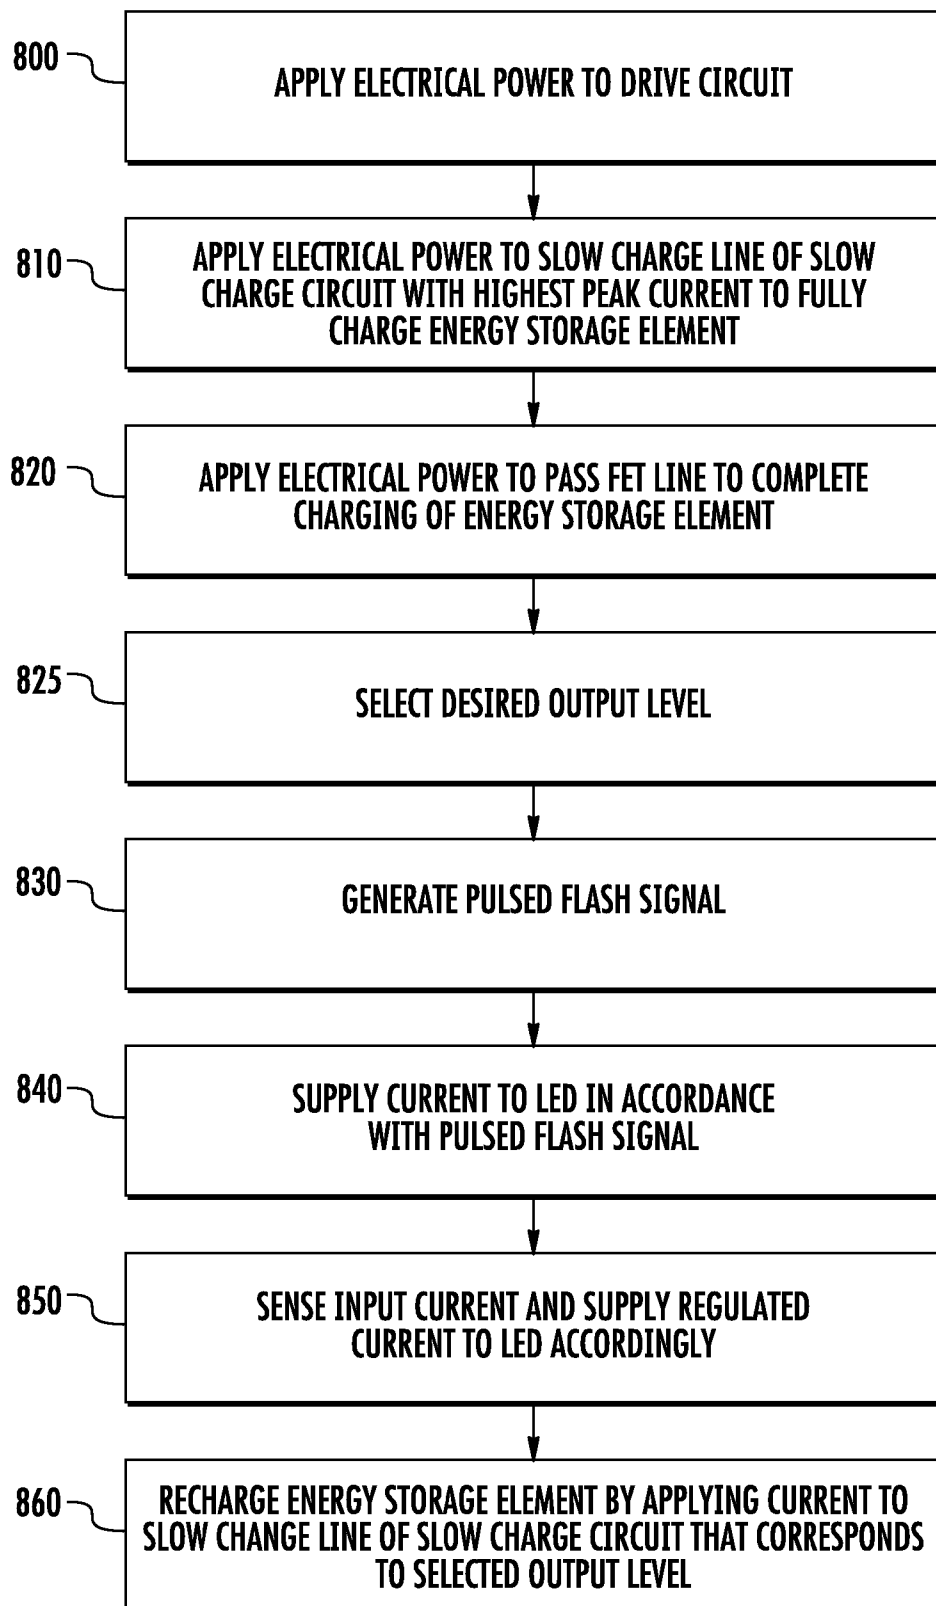 800
APPLY ELECTRICAL POWER TO DRIVE CIRCUIT
810
APPLY ELECTRICAL POWER TO SLOW CHARGE LINE OF SLOW
CHARGE CIRCUIT WITH HIGHEST PEAK CURRENT TO FULLY
CHARGE ENERGY STORAGE ELEMENT
820
APPLY ELECTRICAL POWER TO PASS FET LINE TO COMPLETE
CHARGING OF ENERGY STORAGE ELEMENT
825
SELECT DESIRED OUTPUT LEVEL
830
GENERATE PULSED FLASH SIGNAL
840
SUPPLY CURRENT TO LED IN ACCORDANCE
WITH PULSED FLASH SIGNAL
850
SENSE INPUT CURRENT AND SUPPLY REGULATED
CURRENT TO LED ACCORDINGLY
860
RECHARGE ENERGY STORAGE ELEMENT BY APPLYING CURRENT TO
SLOW CHANGE LINE OF SLOW CHARGE CIRCUIT THAT CORRESPONDS
TO SELECTED OUTPUT LEVEL